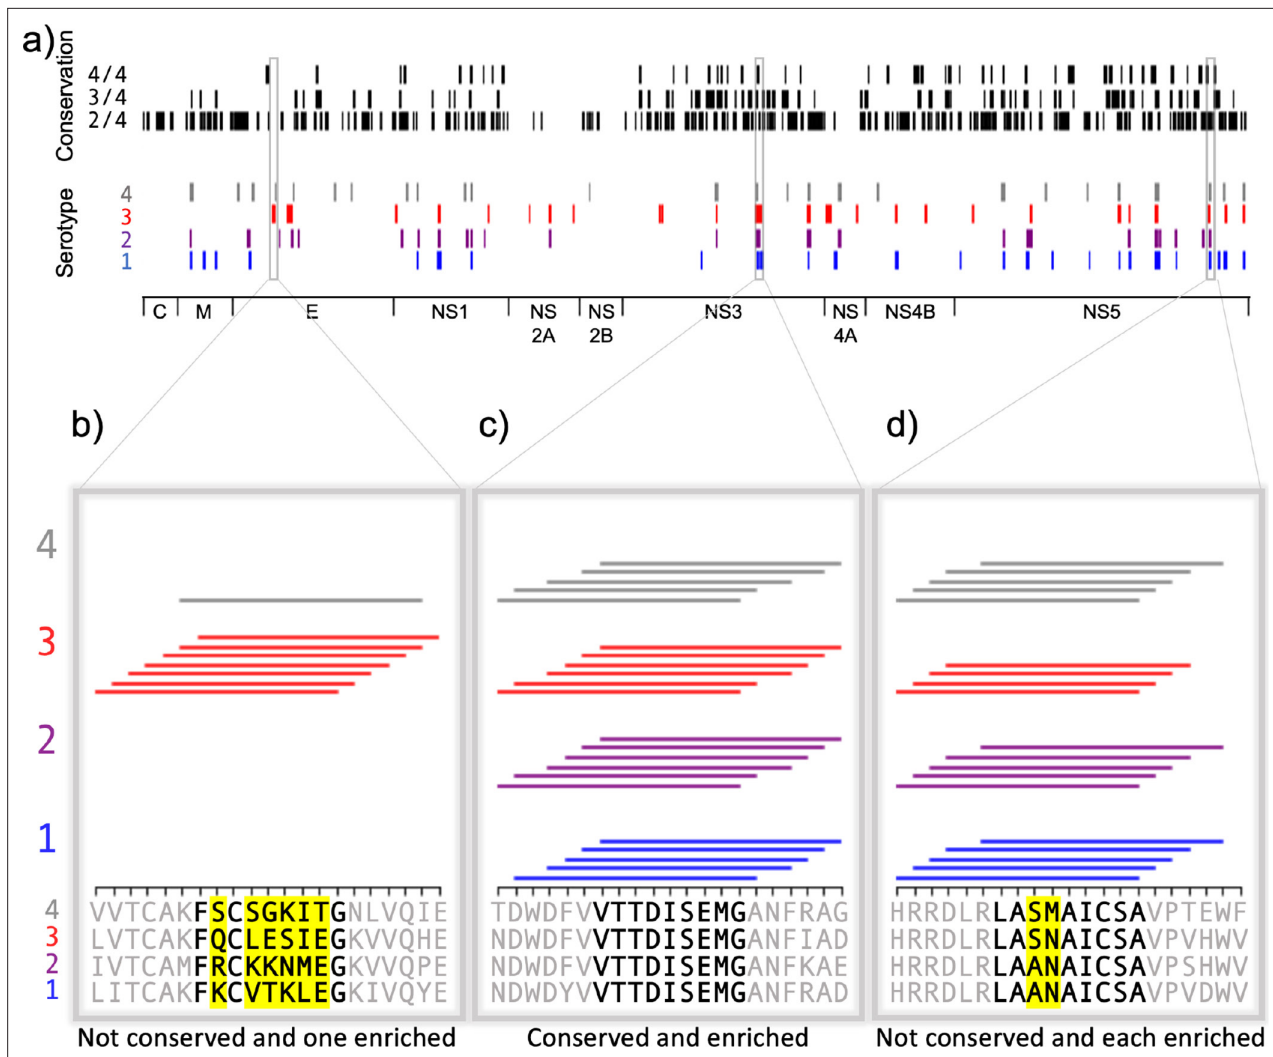 a)
Conservation
4/4
3/4
2/4
Serotype
4
3
2
1
C M E NS1 NS 2A NS 2B NS3 NS 4A NS4B NS5
b) c) d)
4
3
2
1
4 VVTCAKFSCSGKITGNLVQIE TDWDFVVTTDISEMGANFRAG HRRDLRLASMAICSAVPTEWF
3 LVTCAKFQCLESIEGKVVQHE NDWDFVVTTDISEMGANFIAD HRRDLRLASNAICSAVPVHWV
2 IVTCAMFRCKKNMEGKVVQPE NDWDFVVTTDISEMGANFKAE HRRDLRLAANAICSAVPSHWV
1 LITCAKFKCVTKLEGKIVQYE NDWDYVVTTDISEMGANFRAD HRRDLRLAANAICSAVPVDWV
Not conserved and one enriched Conserved and enriched Not conserved and each enriched